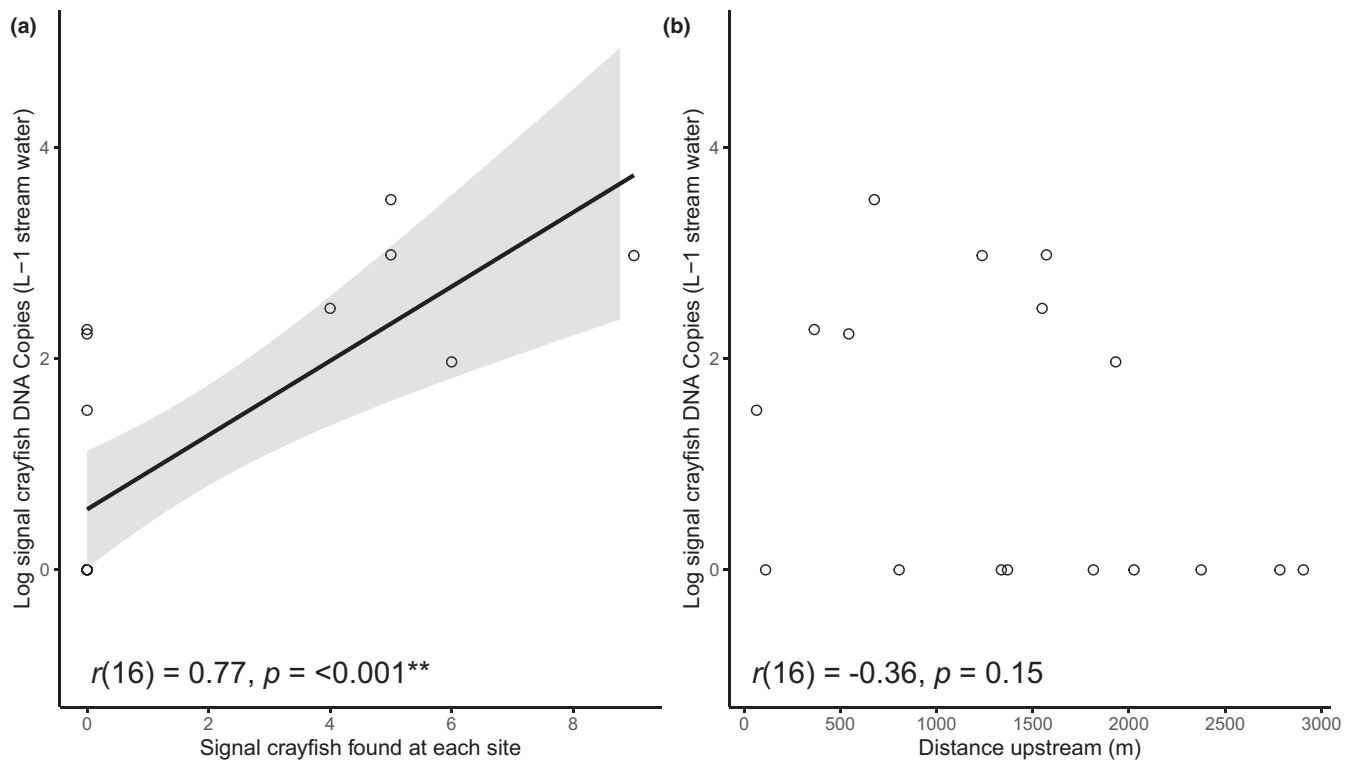 (a)
Log signal crayfish DNA Copies (L−1 stream water)
4
2
0
r(16) = 0.77, p = <0.001**
0 2 4 6 8
Signal crayfish found at each site
(b)
Log signal crayfish DNA Copies (L−1 stream water)
4
2
0
r(16) = -0.36, p = 0.15
0 500 1000 1500 2000 2500 3000
Distance upstream (m)